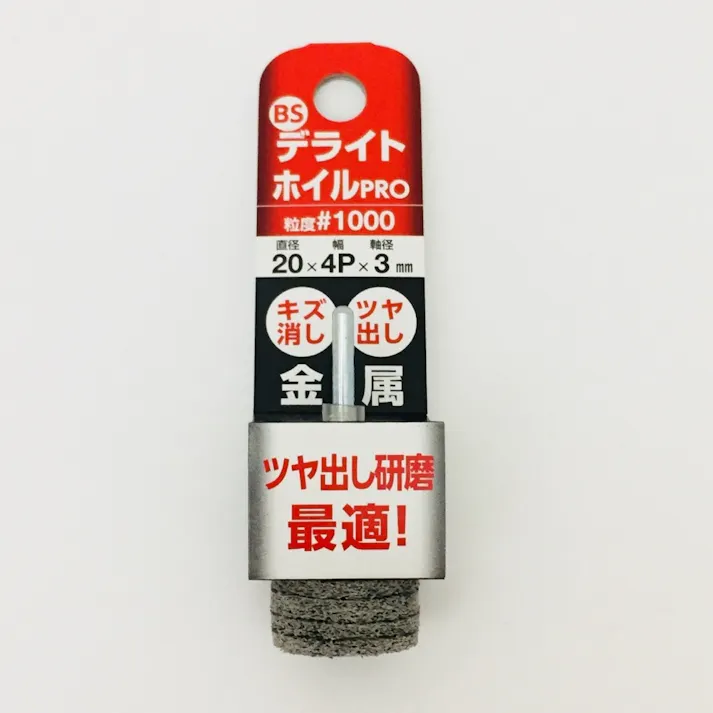 BS
デライト
ホイルPRO
粒度#1000
直径 幅 軸径
20×4P×3mm
キズ消し
ツヤ出し
金属
ツヤ出し研磨
最適!